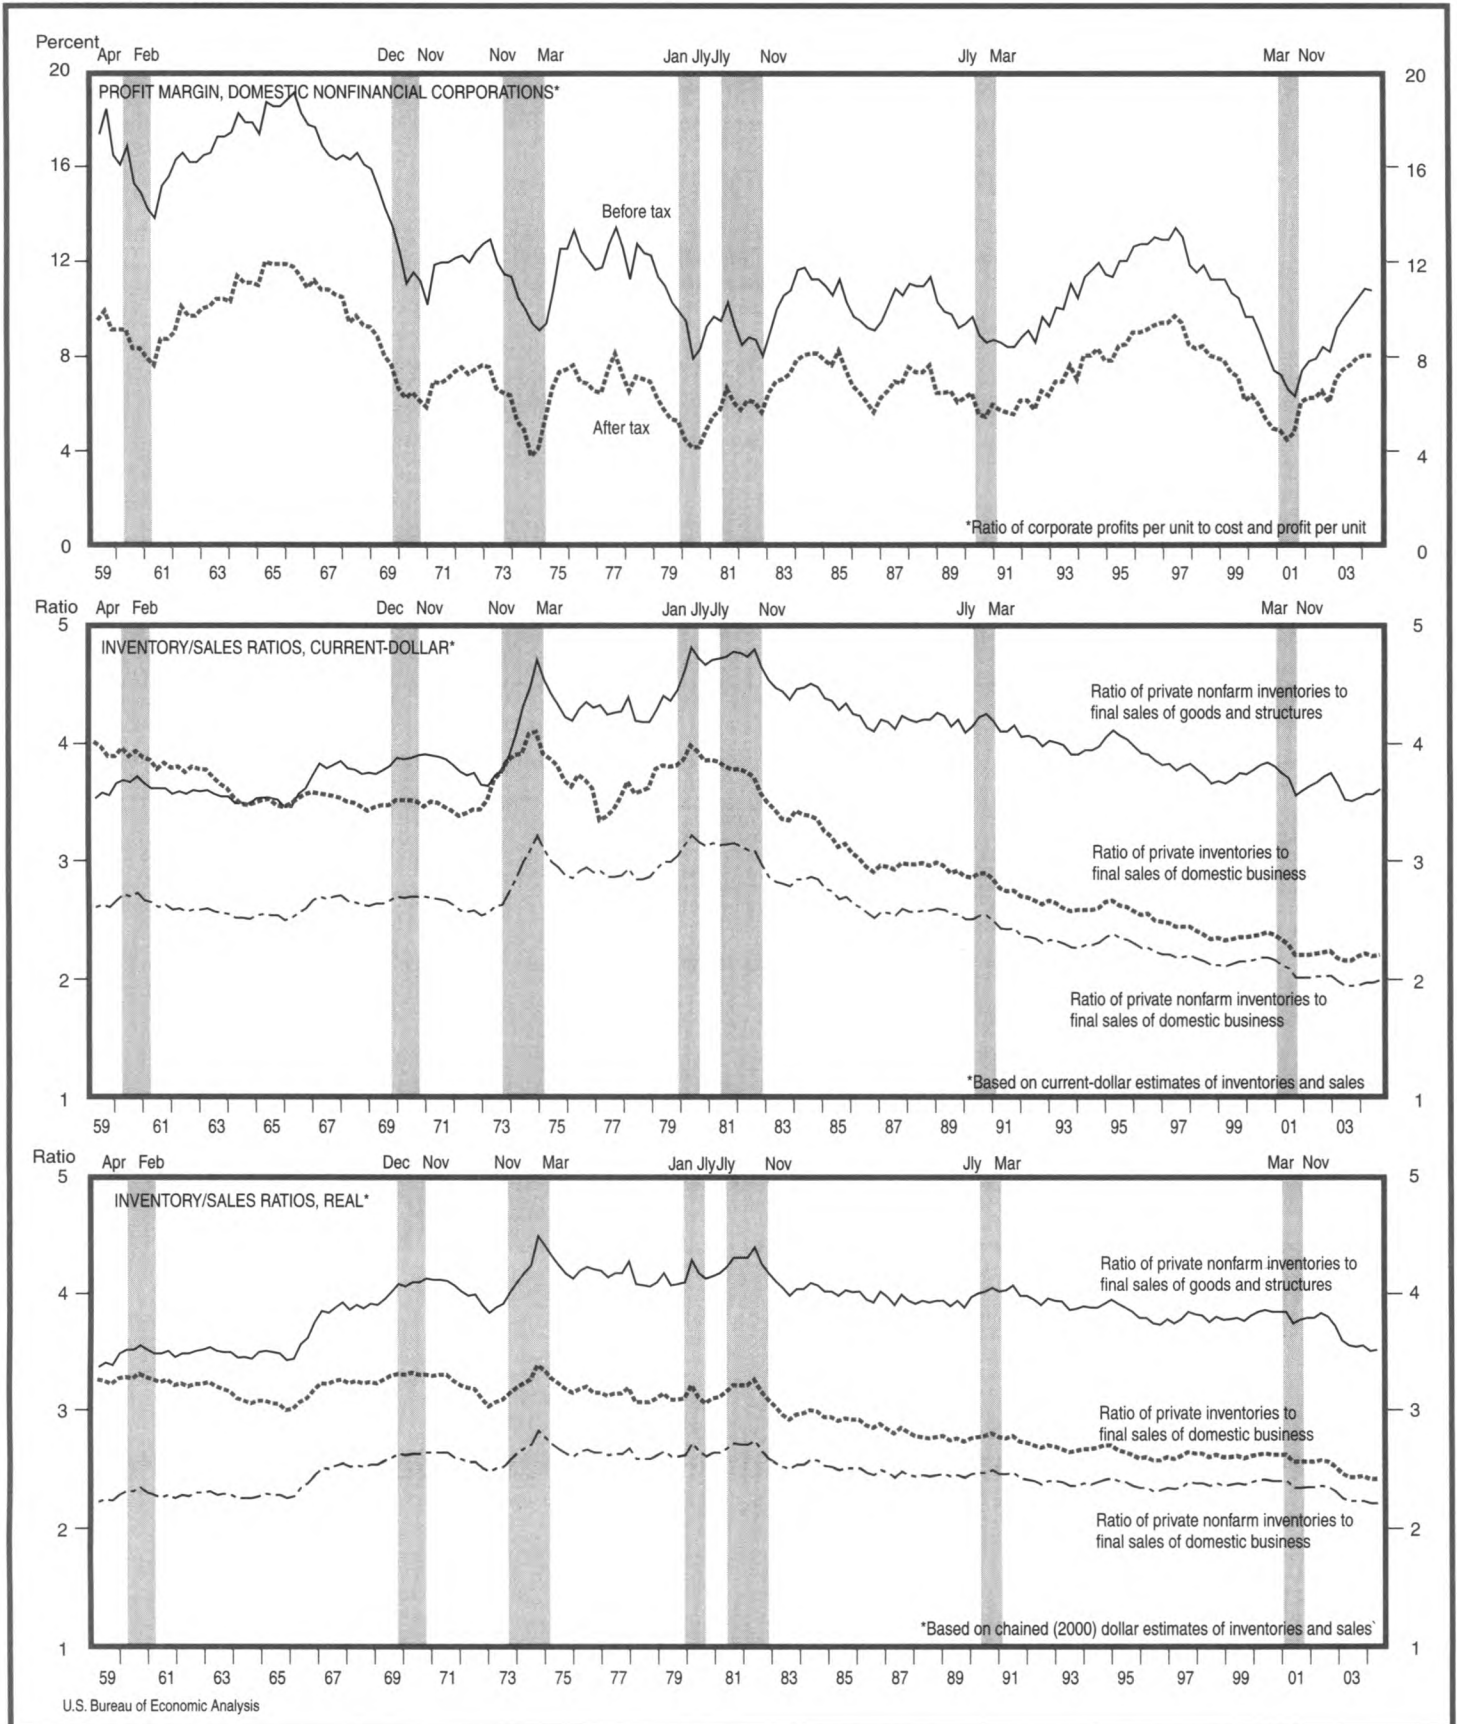 Percent
Apr Feb Dec Nov Nov Mar Jan Jly Jly Nov Jly Mar Mar Nov
PROFIT MARGIN, DOMESTIC NONFINANCIAL CORPORATIONS*
20 20
16 16
Before tax
12 12
8 8
After tax
4 4
*Ratio of corporate profits per unit to cost and profit per unit
0 0
59 61 63 65 67 69 71 73 75 77 79 81 83 85 87 89 91 93 95 97 99 01 03
Ratio
Apr Feb Dec Nov Nov Mar Jan Jly Jly Nov Jly Mar Mar Nov
5 5
INVENTORY/SALES RATIOS, CURRENT-DOLLAR*
Ratio of private nonfarm inventories to
final sales of goods and structures
4 4
Ratio of private inventories to
final sales of domestic business
3 3
2 2
Ratio of private nonfarm inventories to
final sales of domestic business
*Based on current-dollar estimates of inventories and sales
1 1
59 61 63 65 67 69 71 73 75 77 79 81 83 85 87 89 91 93 95 97 99 01 03
Ratio
Apr Feb Dec Nov Nov Mar Jan Jly Jly Nov Jly Mar Mar Nov
5 5
INVENTORY/SALES RATIOS, REAL*
Ratio of private nonfarm inventories to
final sales of goods and structures
4 4
Ratio of private inventories to
final sales of domestic business
3 3
Ratio of private nonfarm inventories to
final sales of domestic business
2 2
*Based on chained (2000) dollar estimates of inventories and sales`
1 1
59 61 63 65 67 69 71 73 75 77 79 81 83 85 87 89 91 93 95 97 99 01 03
U.S. Bureau of Economic Analysis